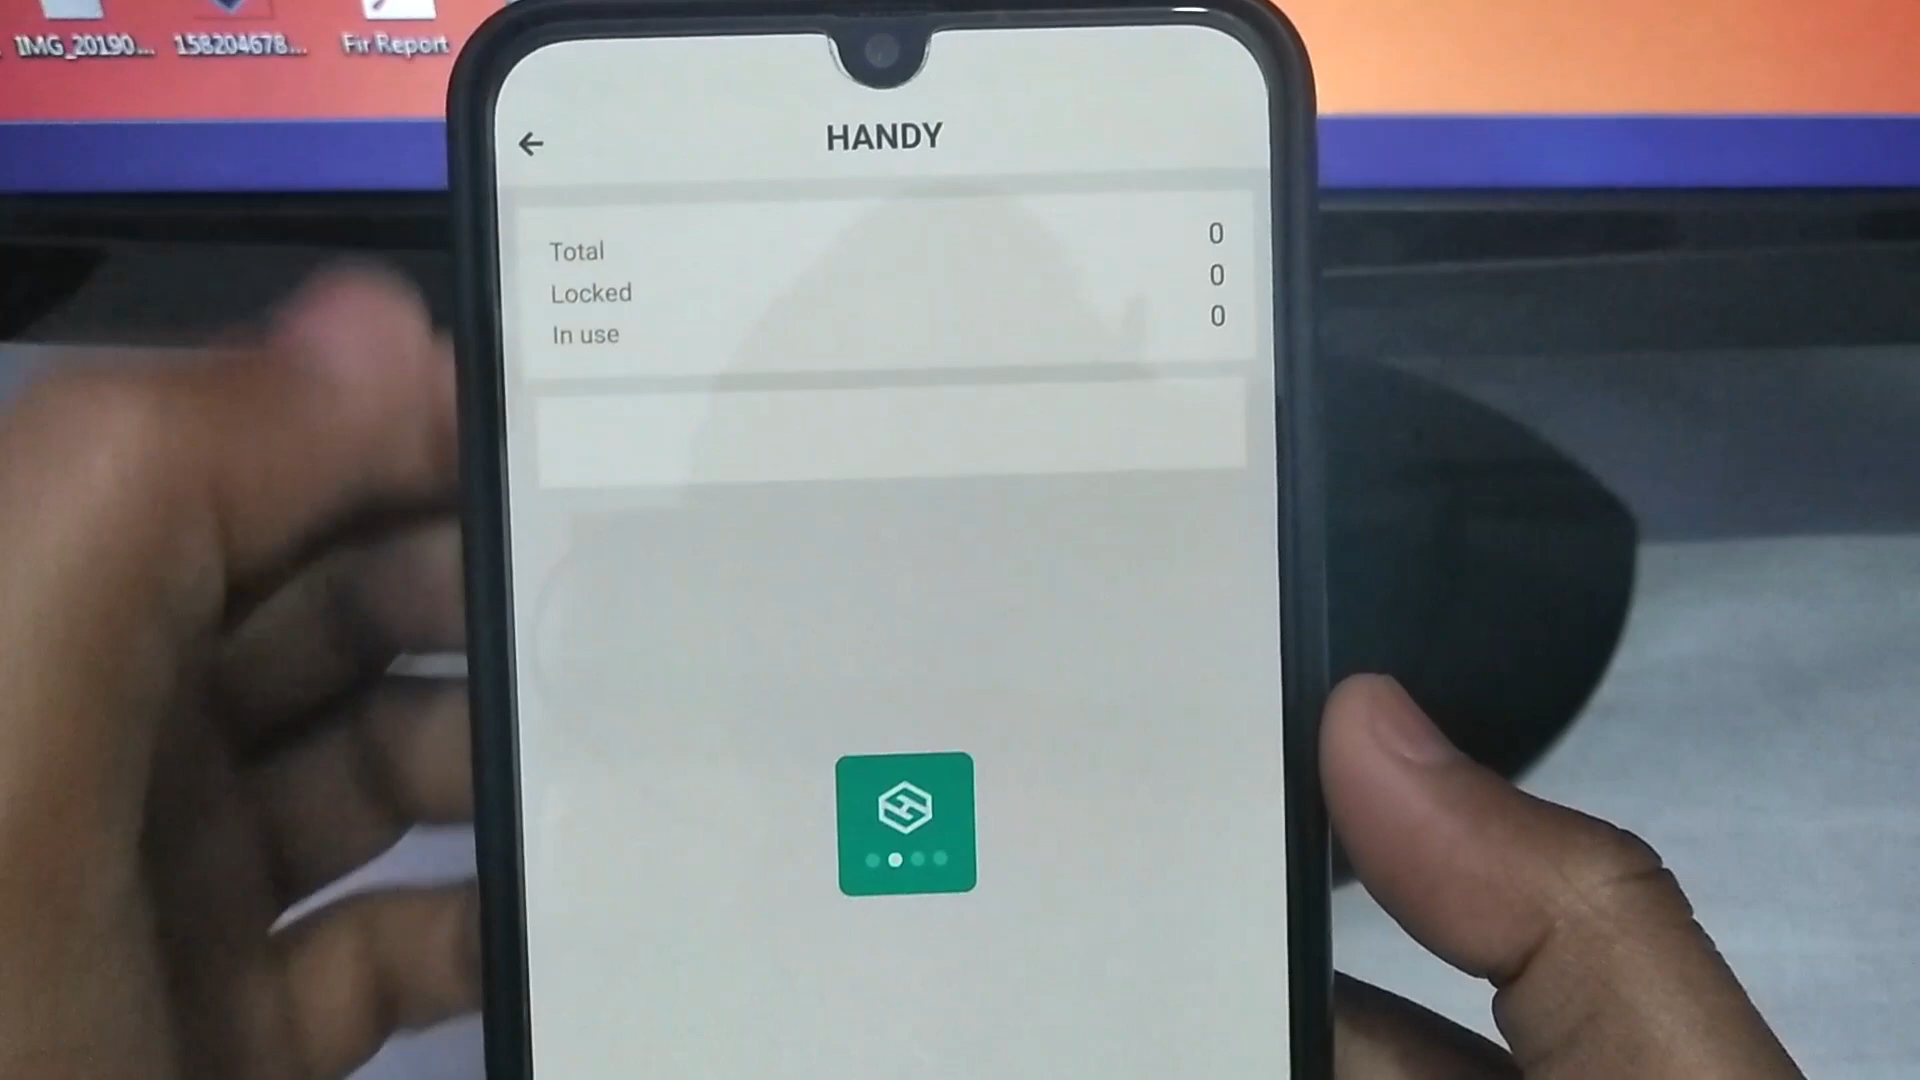 IMG_20190...
158204678...
Fir Report
HANDY
Total 0
Locked 0
In use 0